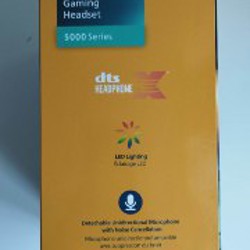 Gaming
Headset
5000 Series
dts X
HEADPHONE
LED Lighting
Detachable Unidirectional Microphone
with Noise Cancellation